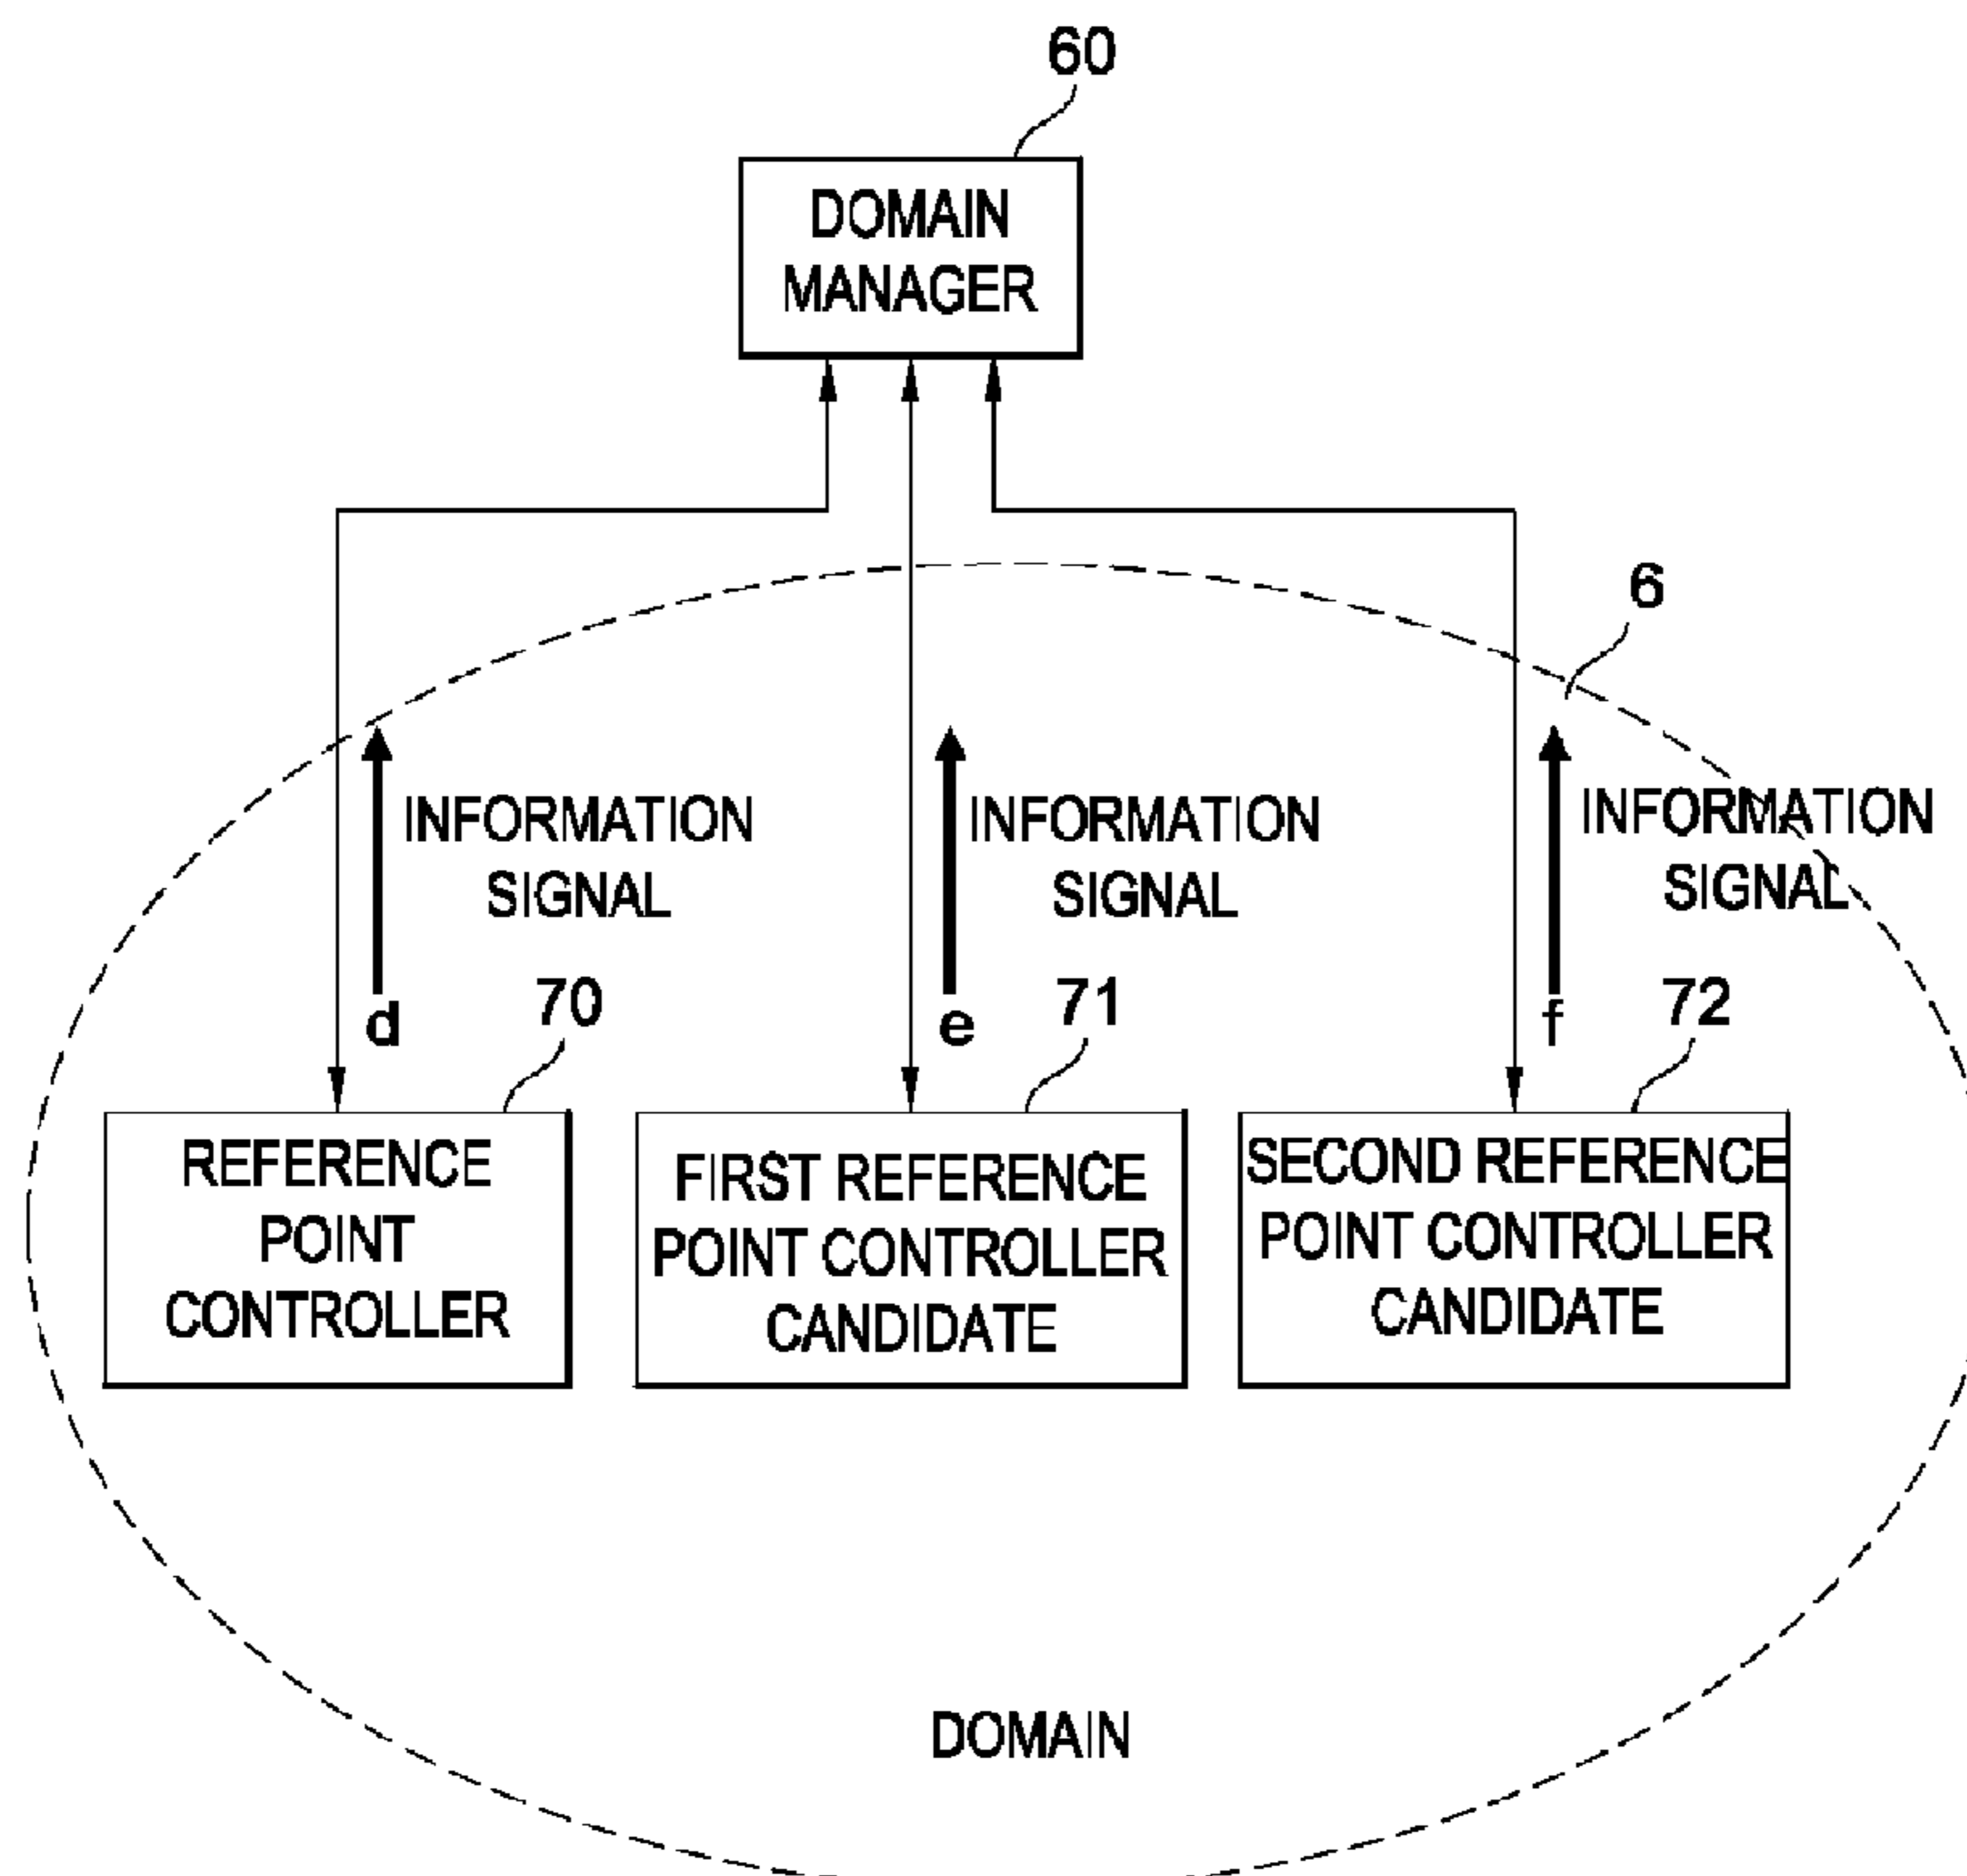 60
DOMAIN
MANAGER
6
INFORMATION
SIGNAL
INFORMATION
SIGNAL
INFORMATION
SIGNAL
d
70
e
71
f
72
REFERENCE
POINT
CONTROLLER
FIRST REFERENCE
POINT CONTROLLER
CANDIDATE
SECOND REFERENCE
POINT CONTROLLER
CANDIDATE
DOMAIN